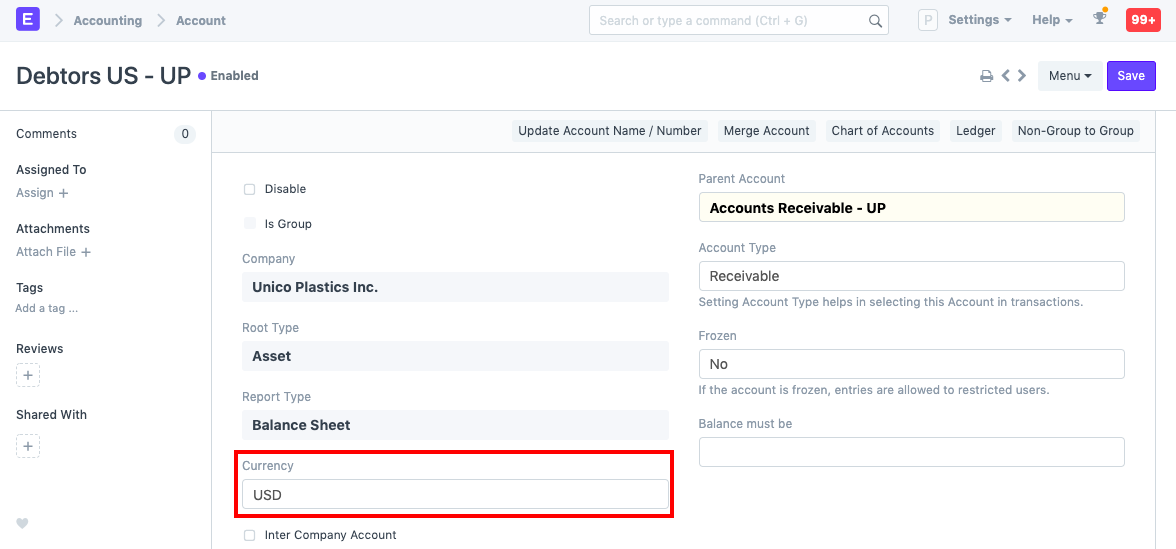 E
Accounting
Account
Search or type a command (Ctrl + G)
P
Settings
Help
99+
Debtors US - UP
Enabled
Menu
Save
Comments
0
Assigned To
Assign +
Attachments
Attach File +
Tags
Add a tag ...
Reviews
+
Shared With
+
Update Account Name / Number
Merge Account
Chart of Accounts
Ledger
Non-Group to Group
Disable
Is Group
Company
Unico Plastics Inc.
Root Type
Asset
Report Type
Balance Sheet
Currency
USD
Inter Company Account
Parent Account
Accounts Receivable - UP
Account Type
Receivable
Setting Account Type helps in selecting this Account in transactions.
Frozen
No
If the account is frozen, entries are allowed to restricted users.
Balance must be